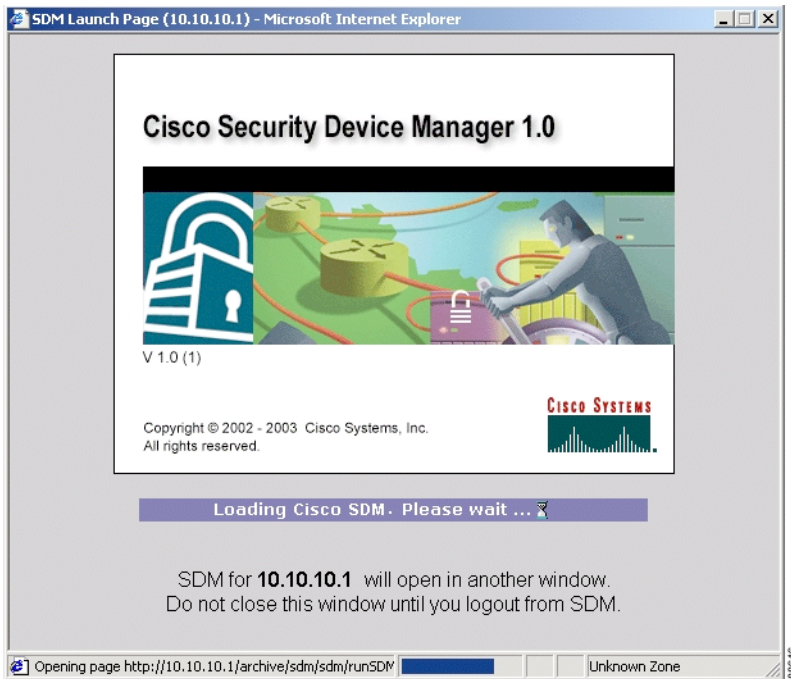 SDM Launch Page (10.10.10.1) - Microsoft Internet Explorer
Cisco Security Device Manager 1.0
V 1.0 (1)
CISCO SYSTEMS
Copyright © 2002 - 2003 Cisco Systems, Inc.
All rights reserved.
Loading Cisco SDM. Please wait ...
SDM for 10.10.10.1 will open in another window.
Do not close this window until you logout from SDM.
Opening page http://10.10.10.1/archive/sdm/sdm/runSDM
Unknown Zone